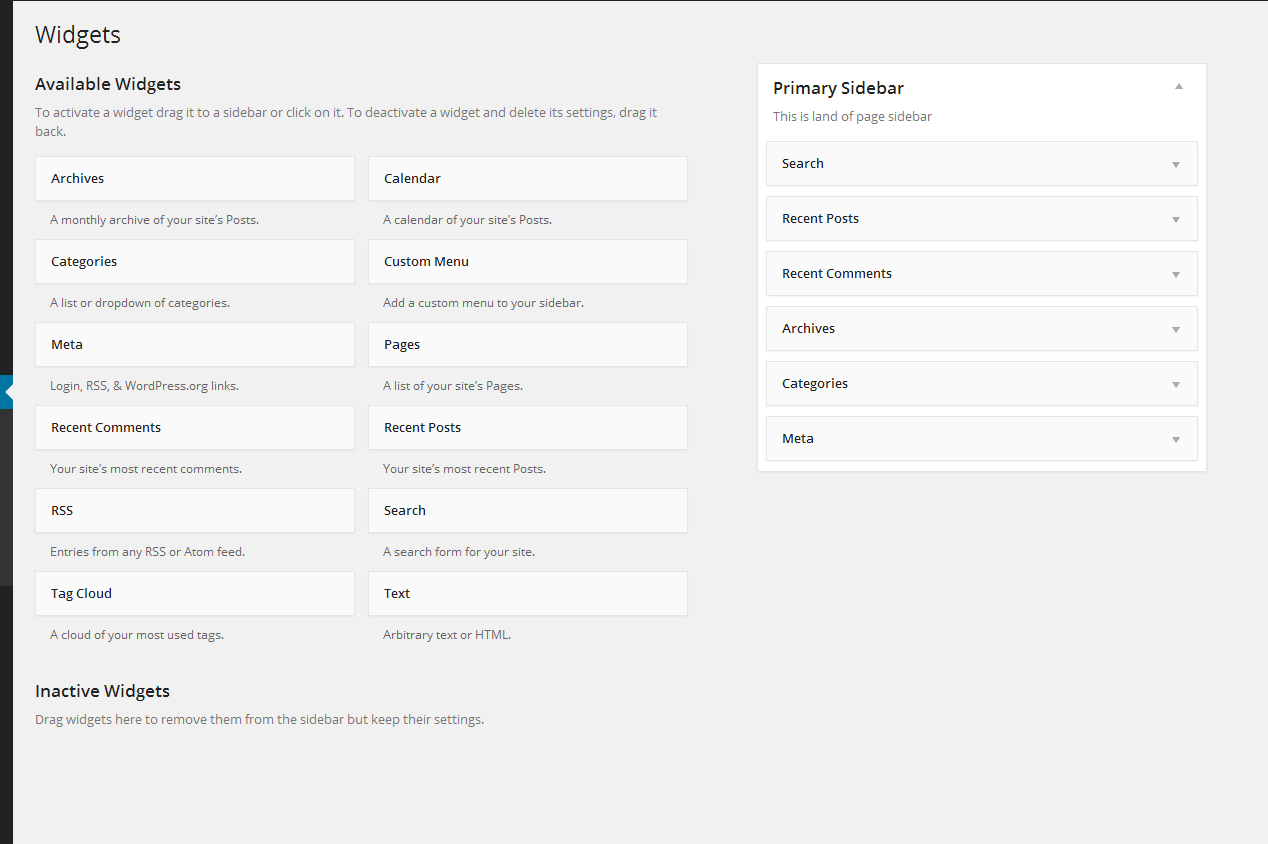 Widgets
Available Widgets
To activate a widget drag it to a sidebar or click on it. To deactivate a widget and delete its settings, drag it
back.
Archives
Calendar
A monthly archive of your site’s Posts.
A calendar of your site’s Posts.
Categories
Custom Menu
A list or dropdown of categories.
Add a custom menu to your sidebar.
Meta
Pages
Login, RSS, & WordPress.org links.
A list of your site’s Pages.
Recent Comments
Recent Posts
Your site’s most recent comments.
Your site’s most recent Posts.
RSS
Search
Entries from any RSS or Atom feed.
A search form for your site.
Tag Cloud
Text
A cloud of your most used tags.
Arbitrary text or HTML.
Inactive Widgets
Drag widgets here to remove them from the sidebar but keep their settings.
Primary Sidebar
This is land of page sidebar
Search
Recent Posts
Recent Comments
Archives
Categories
Meta